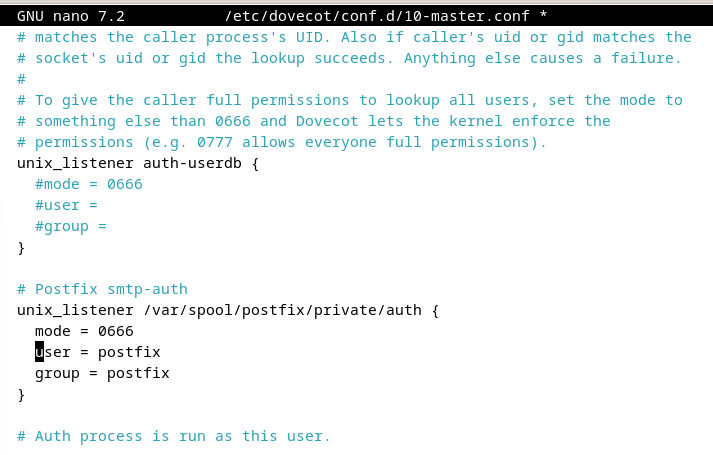 GNU nano 7.2 /etc/dovecot/conf.d/10-master.conf *
# matches the caller process's UID. Also if caller's uid or gid matches the
# socket's uid or gid the lookup succeeds. Anything else causes a failure.
#
# To give the caller full permissions to lookup all users, set the mode to
# something else than 0666 and Dovecot lets the kernel enforce the
# permissions (e.g. 0777 allows everyone full permissions).
unix_listener auth-userdb {
  #mode = 0666
  #user =
  #group =
}

# Postfix smtp-auth
unix_listener /var/spool/postfix/private/auth {
  mode = 0666
  user = postfix
  group = postfix
}

# Auth process is run as this user.